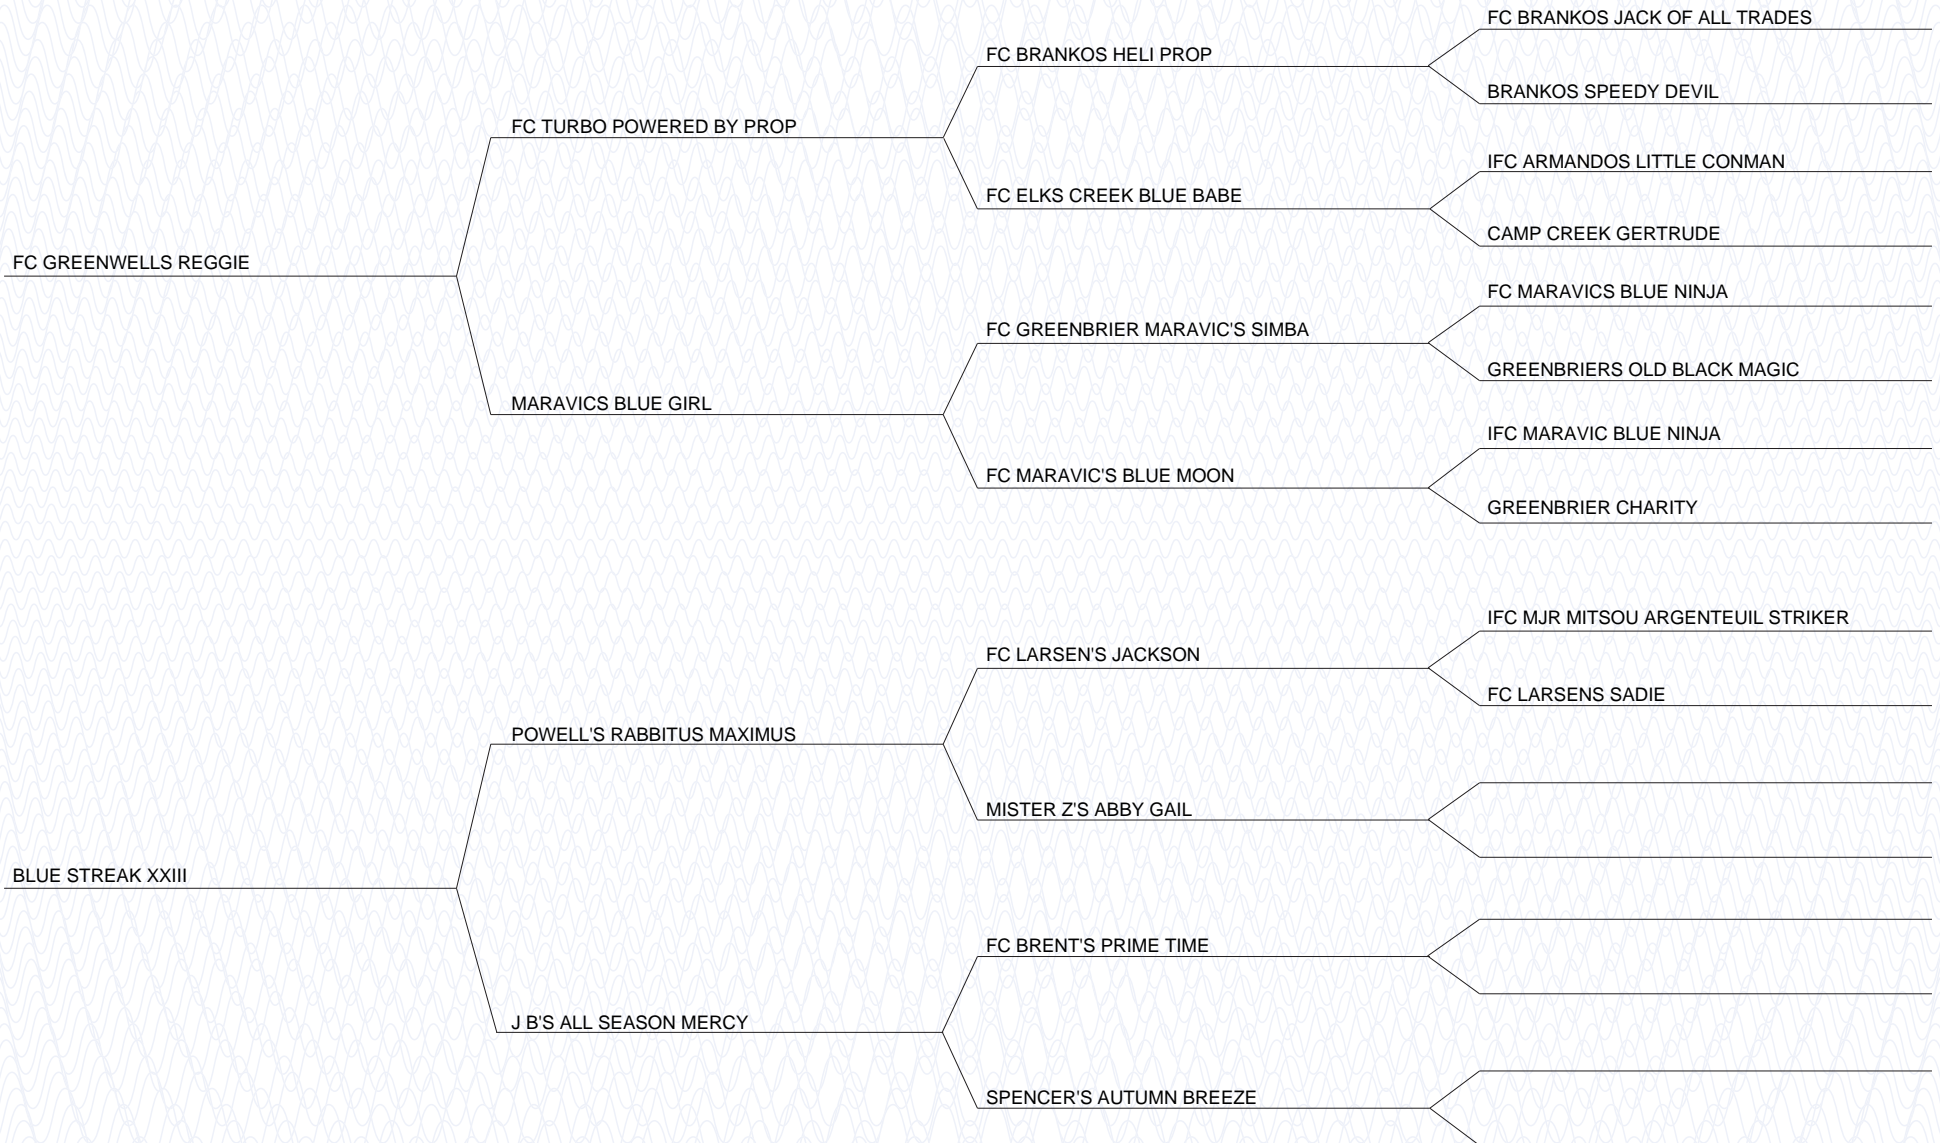 FC BRANKOS JACK OF ALL TRADES
FC BRANKOS HELI PROP
BRANKOS SPEEDY DEVIL
FC TURBO POWERED BY PROP
IFC ARMANDOS LITTLE CONMAN
FC ELKS CREEK BLUE BABE
CAMP CREEK GERTRUDE
FC GREENWELLS REGGIE
FC MARAVICS BLUE NINJA
FC GREENBRIER MARAVIC'S SIMBA
GREENBRIERS OLD BLACK MAGIC
MARAVICS BLUE GIRL
IFC MARAVIC BLUE NINJA
FC MARAVIC'S BLUE MOON
GREENBRIER CHARITY
IFC MJR MITSOU ARGENTEUIL STRIKER
FC LARSEN'S JACKSON
FC LARSENS SADIE
POWELL'S RABBITUS MAXIMUS
MISTER Z'S ABBY GAIL
BLUE STREAK XXIII
FC BRENT'S PRIME TIME
J B'S ALL SEASON MERCY
SPENCER'S AUTUMN BREEZE